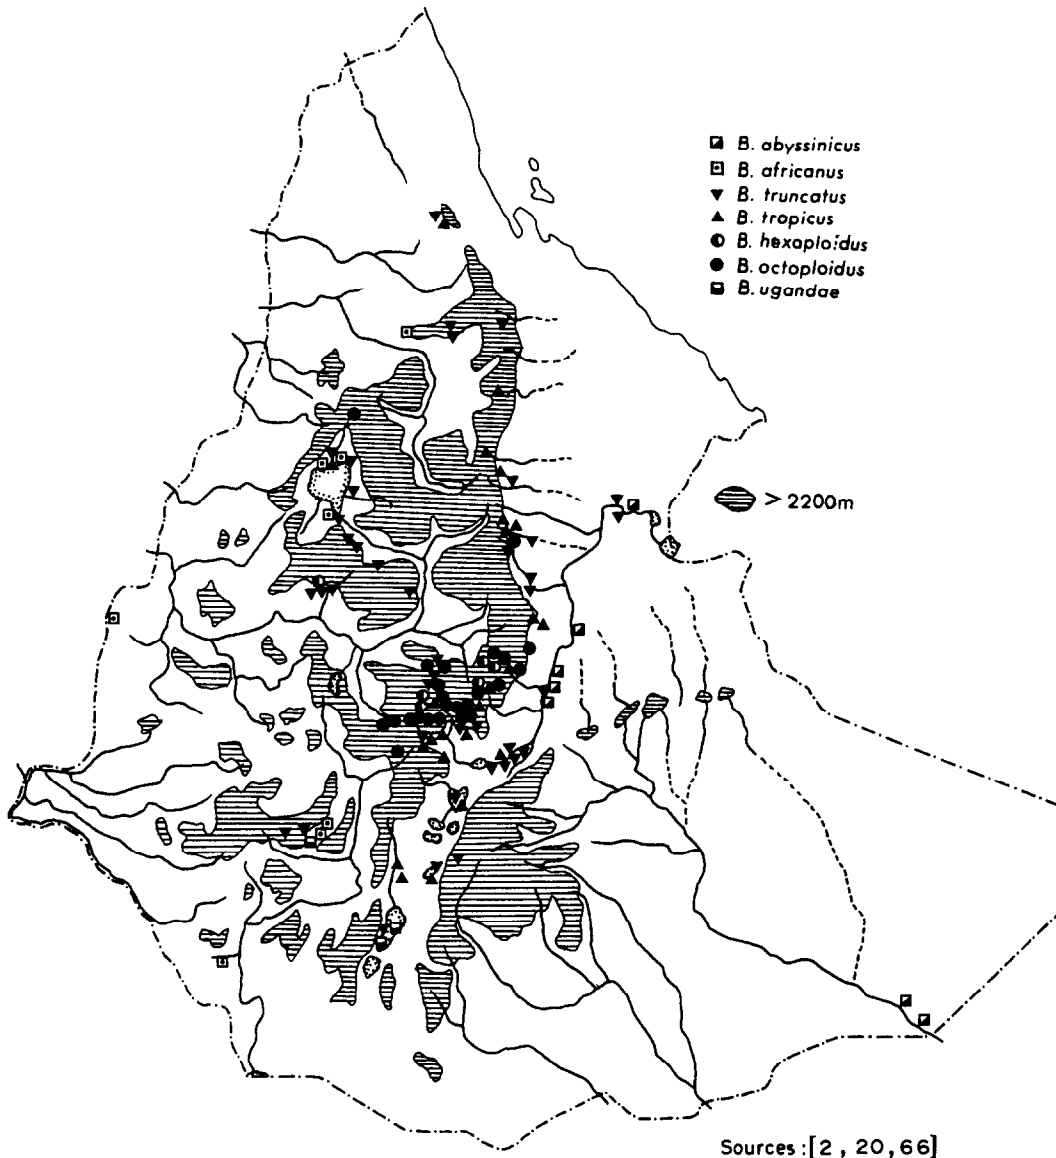 B. abyssinicus
B. africanus
B. truncatus
B. tropicus
B. hexaploidus
B. octoploidus
B. ugandae
> 2200m
Sources : [2, 20, 66]